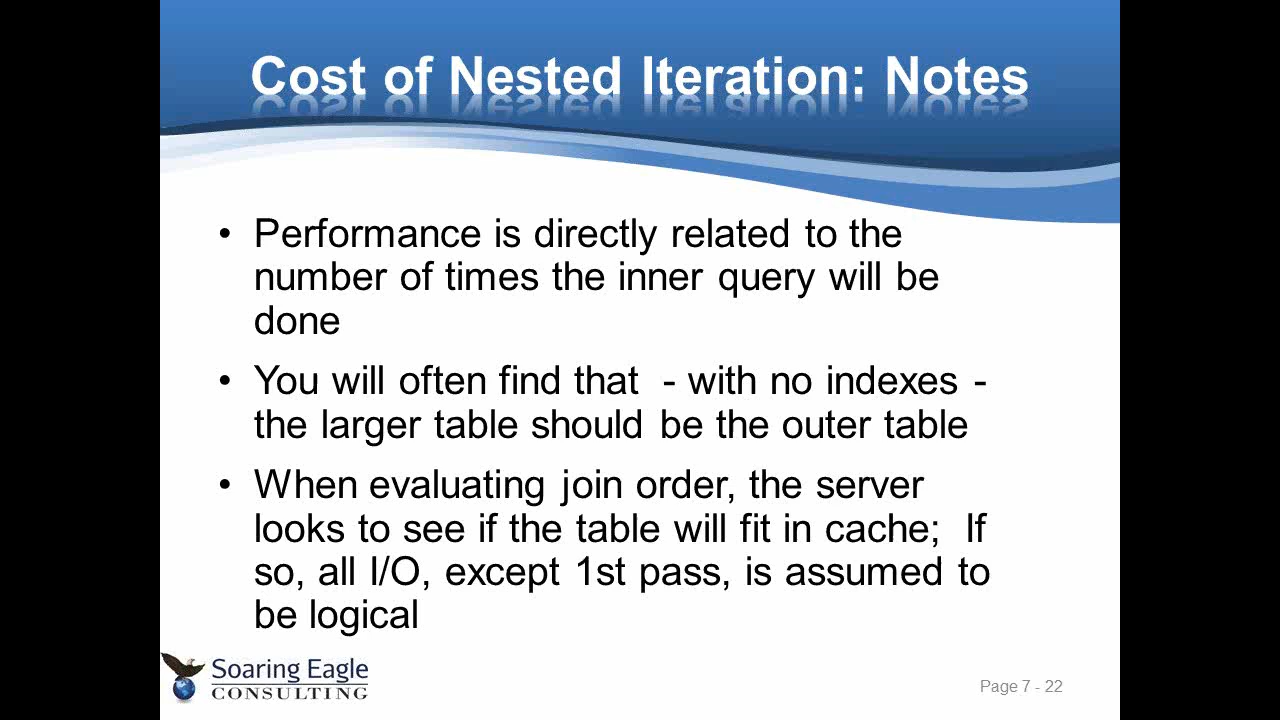 Cost of Nested Iteration: Notes
• Performance is directly related to the
number of times the inner query will be
done
• You will often find that  - with no indexes -
the larger table should be the outer table
• When evaluating join order, the server
looks to see if the table will fit in cache;  If
so, all I/O, except 1st pass, is assumed to
be logical
Soaring Eagle
CONSULTING
Page 7 - 22